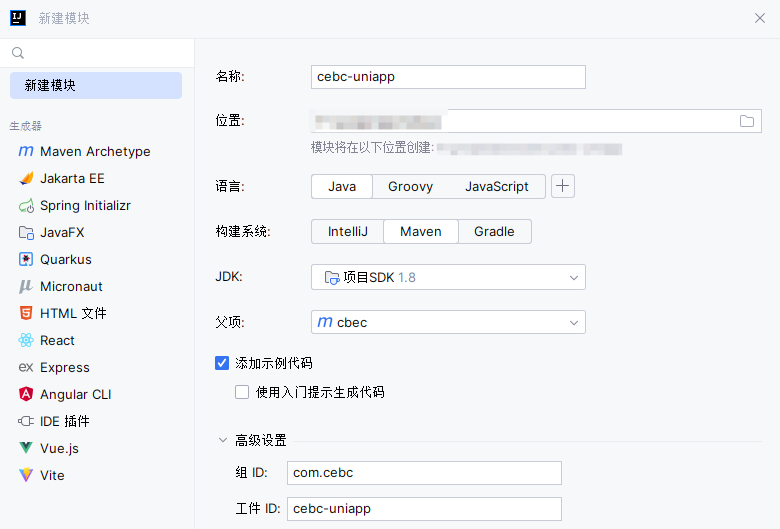 新建模块
新建模块
生成器
Maven Archetype
Jakarta EE
Spring Initializr
JavaFX
Quarkus
Micronaut
HTML 文件
React
Express
Angular CLI
IDE 插件
Vue.js
Vite
名称: cebc-uniapp
位置:
模块将在以下位置创建:
语言: Java Groovy JavaScript
构建系统: IntelliJ Maven Gradle
JDK: 项目SDK 1.8
父项: cbec
添加示例代码
使用入门提示生成代码
高级设置
组 ID: com.cebc
工件 ID: cebc-uniapp